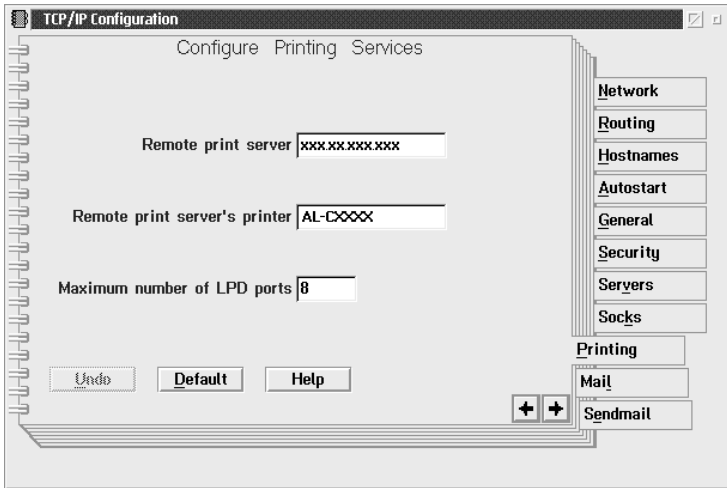 TCP/IP Configuration
Configure Printing Services
Remote print server xxx.xx.xxx.xxx
Remote print server's printer AL-CXXXX
Maximum number of LPD ports 8
Undo Default Help
Network
Routing
Hostnames
Autostart
General
Security
Servers
Socks
Printing
Mail
Sendmail